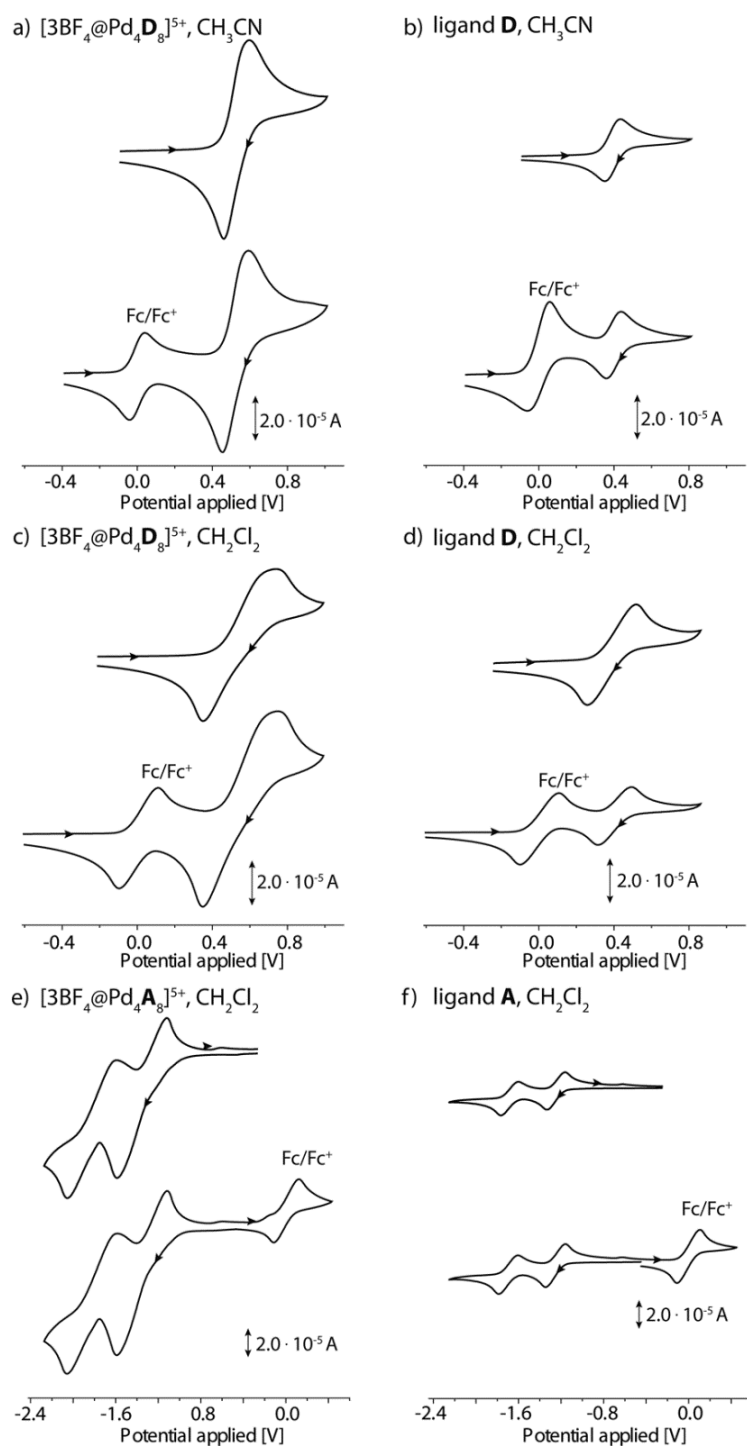 a) [3BF₄@Pd₄D₈]⁵⁺, CH₃CN
b) ligand D, CH₃CN
Fc/Fc⁺
2.0 · 10⁻⁵ A
Fc/Fc⁺
2.0 · 10⁻⁵ A
-0.4 0.0 0.4 0.8
Potential applied [V]
-0.4 0.0 0.4 0.8
Potential applied [V]
c) [3BF₄@Pd₄D₈]⁵⁺, CH₂Cl₂
d) ligand D, CH₂Cl₂
Fc/Fc⁺
2.0 · 10⁻⁵ A
Fc/Fc⁺
2.0 · 10⁻⁵ A
-0.4 0.0 0.4 0.8
Potential applied [V]
-0.4 0.0 0.4 0.8
Potential applied [V]
e) [3BF₄@Pd₄A₈]⁵⁺, CH₂Cl₂
f) ligand A, CH₂Cl₂
Fc/Fc⁺
2.0 · 10⁻⁵ A
Fc/Fc⁺
2.0 · 10⁻⁵ A
-2.4 -1.6 0.8 0.0
Potential applied [V]
-2.4 -1.6 -0.8 0.0
Potential applied [V]